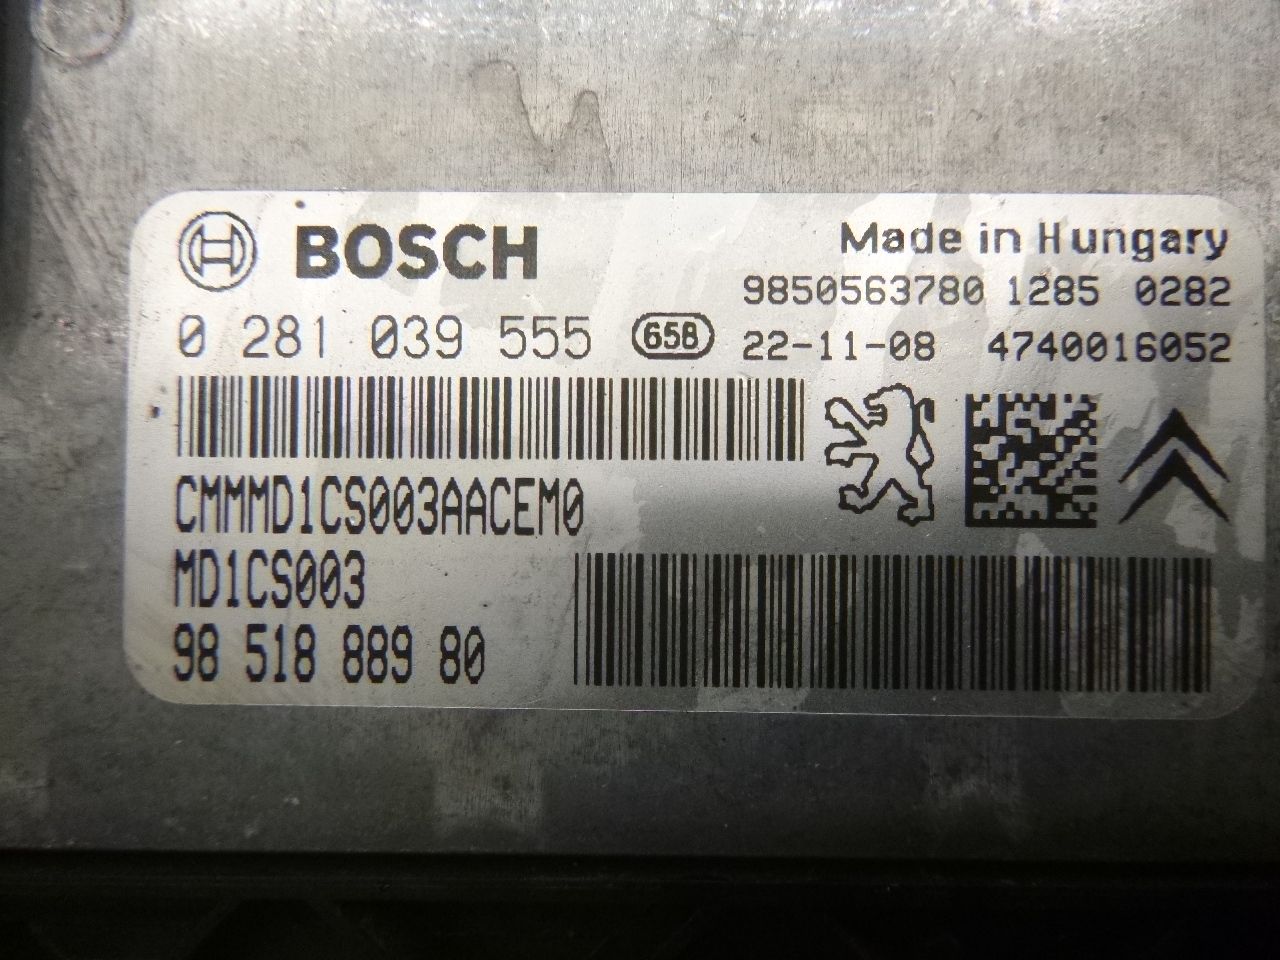 BOSCH
Made in Hungary
9850563780 1285 0282
0 281 039 555 658 22-11-08 4740016052
CMMMD1CS003AACEM0
MD1CS003
98 518 889 80